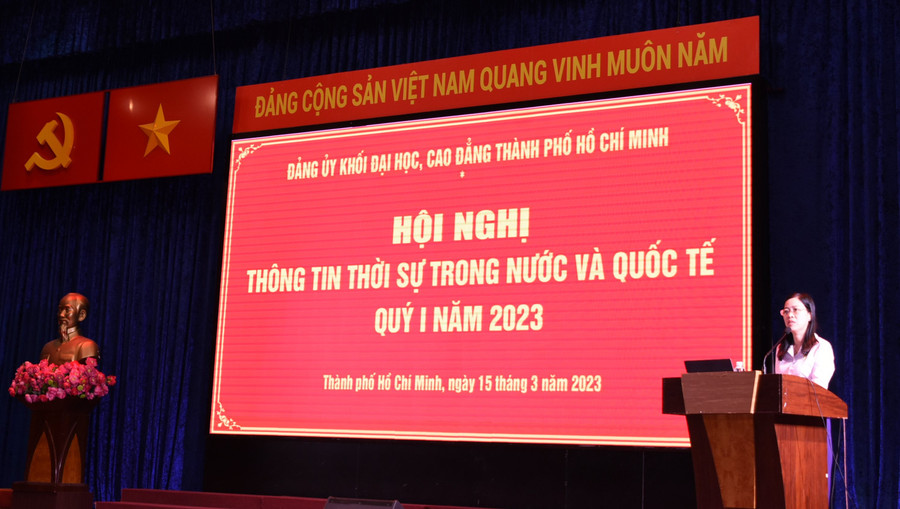 ĐẢNG CỘNG SẢN VIỆT NAM QUANG VINH MUÔN NĂM
ĐẢNG ỦY KHỐI ĐẠI HỌC, CAO ĐẲNG THÀNH PHỐ HỒ CHÍ MINH
*
HỘI NGHỊ
THÔNG TIN THỜI SỰ TRONG NƯỚC VÀ QUỐC TẾ
QUÝ I NĂM 2023
Thành phố Hồ Chí Minh, ngày 15 tháng 3 năm 2023